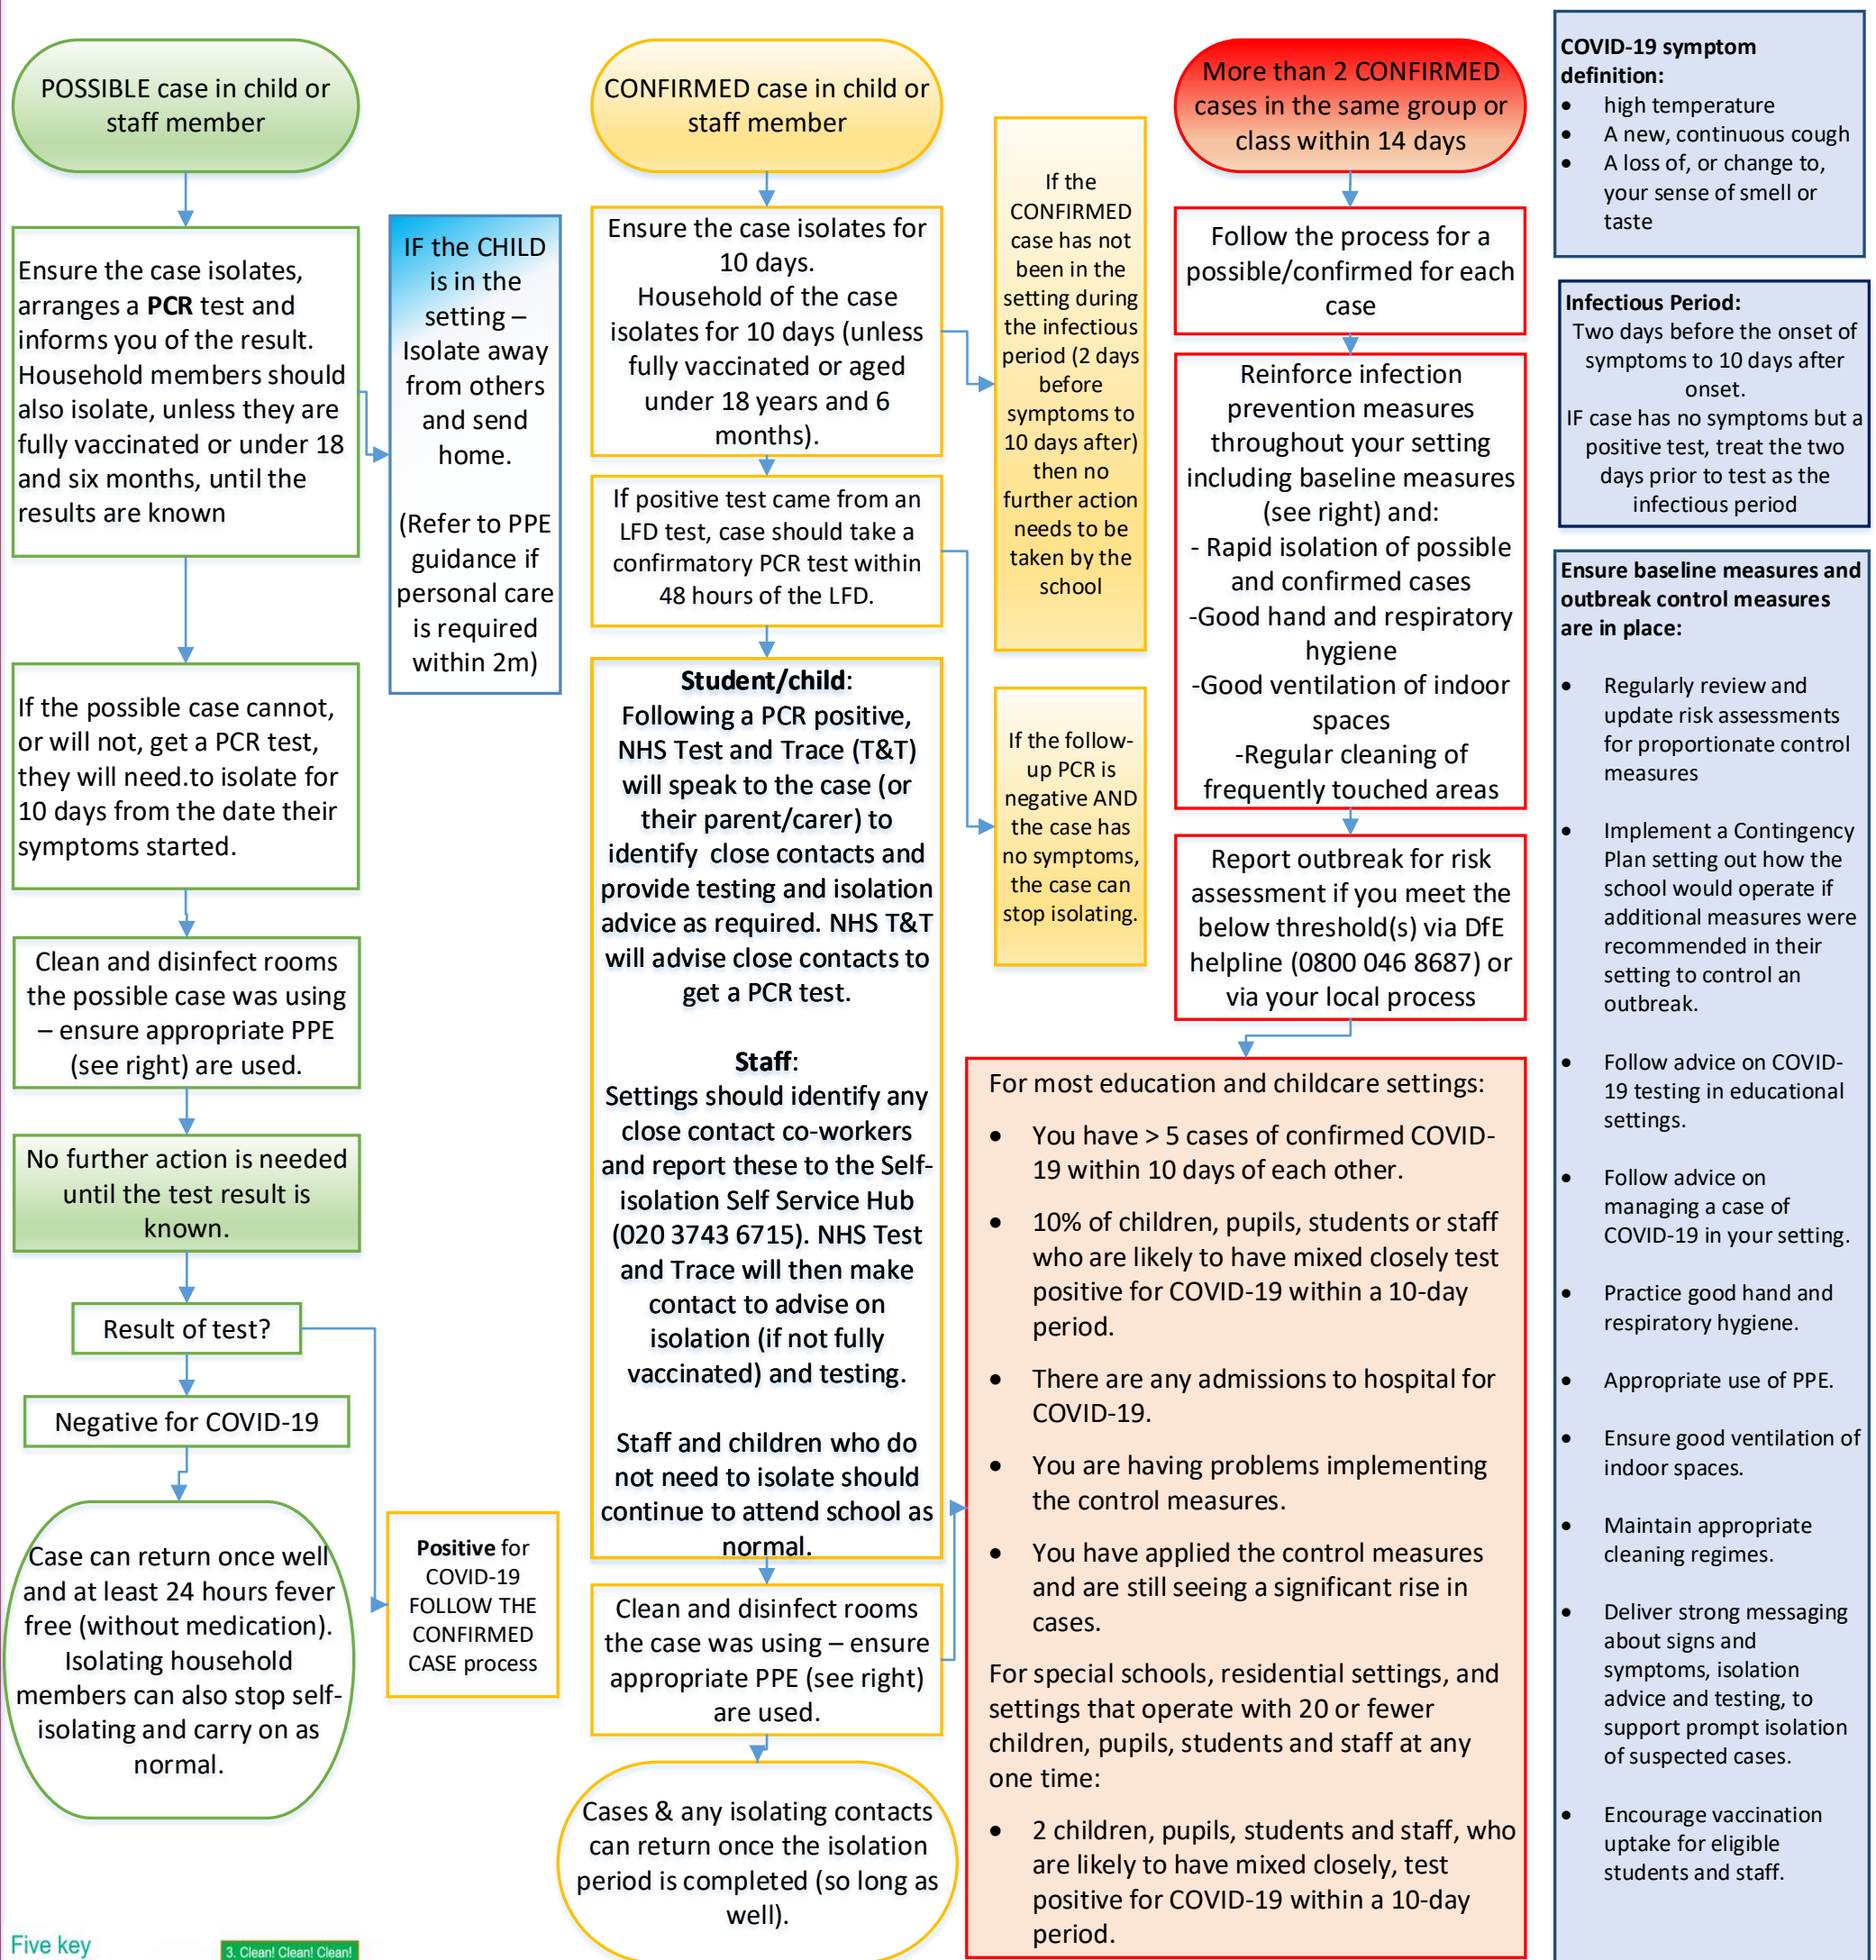 POSSIBLE case in child or
staff member
Ensure the case isolates,
arranges a PCR test and
informs you of the result.
Household members should
also isolate, unless they are
fully vaccinated or under 18
and six months, until the
results are known
IF the CHILD
is in the
setting –
Isolate away
from others
and send
home.
(Refer to PPE
guidance if
personal care
is required
within 2m)
If the possible case cannot,
or will not, get a PCR test,
they will need.to isolate for
10 days from the date their
symptoms started.
Clean and disinfect rooms
the possible case was using
– ensure appropriate PPE
(see right) are used.
No further action is needed
until the test result is
known.
Result of test?
Negative for COVID-19
Case can return once well
and at least 24 hours fever
free (without medication).
Isolating household
members can also stop self-
isolating and carry on as
normal.
Positive for
COVID-19
FOLLOW THE
CONFIRMED
CASE process
CONFIRMED case in child or
staff member
Ensure the case isolates for
10 days.
Household of the case
isolates for 10 days (unless
fully vaccinated or aged
under 18 years and 6
months).
If positive test came from an
LFD test, case should take a
confirmatory PCR test within
48 hours of the LFD.
Student/child:
Following a PCR positive,
NHS Test and Trace (T&T)
will speak to the case (or
their parent/carer) to
identify close contacts and
provide testing and isolation
advice as required. NHS T&T
will advise close contacts to
get a PCR test.
Staff:
Settings should identify any
close contact co-workers
and report these to the Self-
isolation Self Service Hub
(020 3743 6715). NHS Test
and Trace will then make
contact to advise on
isolation (if not fully
vaccinated) and testing.
Staff and children who do
not need to isolate should
continue to attend school as
normal.
Clean and disinfect rooms
the case was using – ensure
appropriate PPE (see right)
are used.
Cases & any isolating contacts
can return once the isolation
period is completed (so long as
well).
If the
CONFIRMED
case has not
been in the
setting during
the infectious
period (2 days
before
symptoms to
10 days after)
then no
further action
needs to be
taken by the
school
If the follow-
up PCR is
negative AND
the case has
no symptoms,
the case can
stop isolating.
More than 2 CONFIRMED
cases in the same group or
class within 14 days
Follow the process for a
possible/confirmed for each
case
Reinforce infection
prevention measures
throughout your setting
including baseline measures
(see right) and:
- Rapid isolation of possible
and confirmed cases
-Good hand and respiratory
hygiene
-Good ventilation of indoor
spaces
-Regular cleaning of
frequently touched areas
Report outbreak for risk
assessment if you meet the
below threshold(s) via DfE
helpline (0800 046 8687) or
via your local process
For most education and childcare settings:
• You have > 5 cases of confirmed COVID-
19 within 10 days of each other.
• 10% of children, pupils, students or staff
who are likely to have mixed closely test
positive for COVID-19 within a 10-day
period.
• There are any admissions to hospital for
COVID-19.
• You are having problems implementing
the control measures.
• You have applied the control measures
and are still seeing a significant rise in
cases.
For special schools, residential settings, and
settings that operate with 20 or fewer
children, pupils, students and staff at any
one time:
• 2 children, pupils, students and staff, who
are likely to have mixed closely, test
positive for COVID-19 within a 10-day
period.
COVID-19 symptom
definition:
• high temperature
• A new, continuous cough
• A loss of, or change to,
your sense of smell or
taste
Infectious Period:
Two days before the onset of
symptoms to 10 days after
onset.
IF case has no symptoms but a
positive test, treat the two
days prior to test as the
infectious period
Ensure baseline measures and
outbreak control measures
are in place:
• Regularly review and
update risk assessments
for proportionate control
measures
• Implement a Contingency
Plan setting out how the
school would operate if
additional measures were
recommended in their
setting to control an
outbreak.
• Follow advice on COVID-
19 testing in educational
settings.
• Follow advice on
managing a case of
COVID-19 in your setting.
• Practice good hand and
respiratory hygiene.
• Appropriate use of PPE.
• Ensure good ventilation of
indoor spaces.
• Maintain appropriate
cleaning regimes.
• Deliver strong messaging
about signs and
symptoms, isolation
advice and testing, to
support prompt isolation
of suspected cases.
• Encourage vaccination
uptake for eligible
students and staff.
Five key
3. Clean! Clean! Clean!